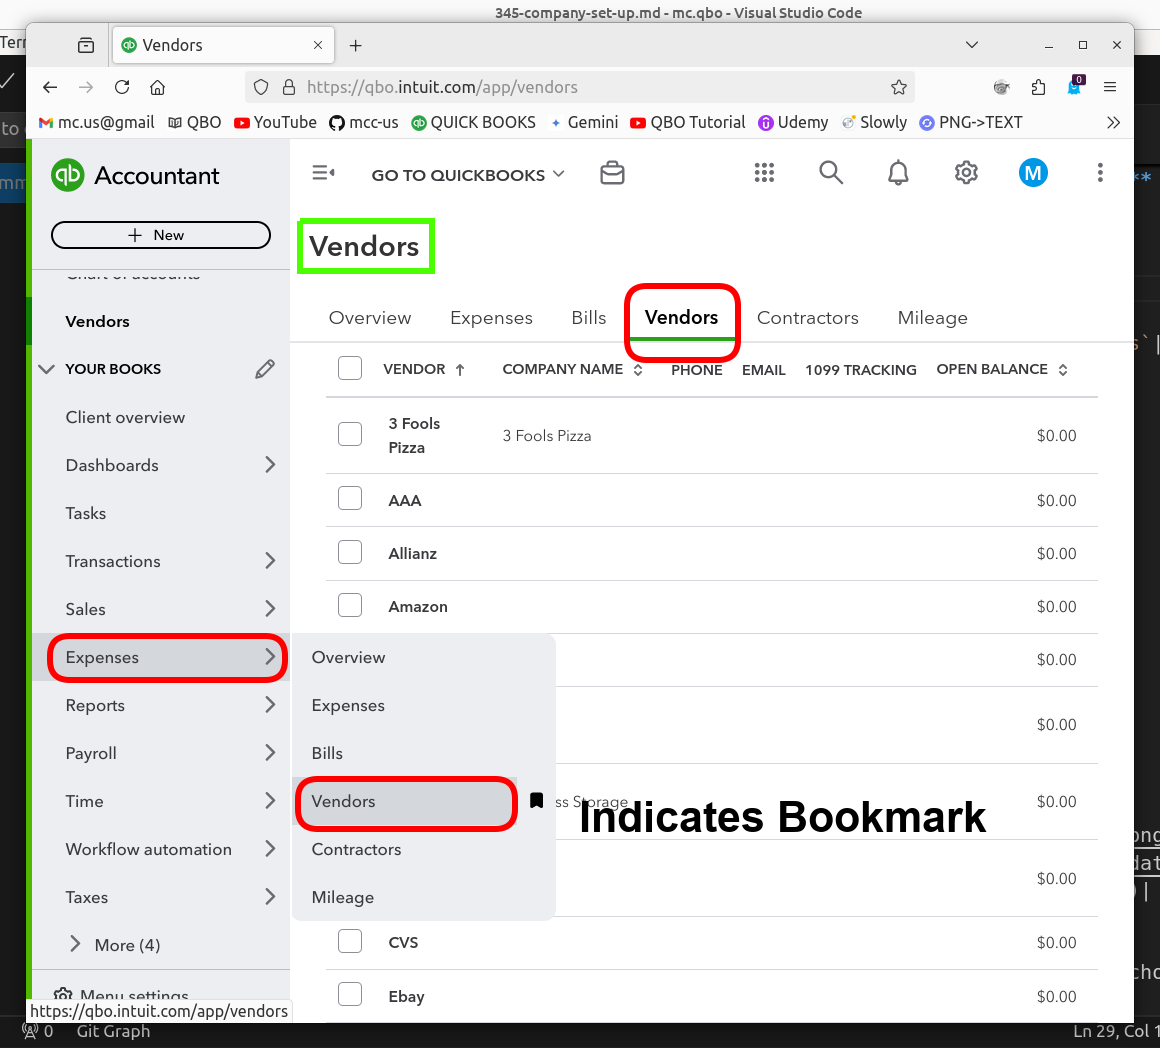 345-company-set-up.md - mc.qbo - Visual Studio Code
Vendors
https://qbo.intuit.com/app/vendors
0
mc.us@gmail QBO YouTube mcc-us QUICK BOOKS Gemini QBO Tutorial Udemy Slowly PNG->TEXT
qb Accountant
GO TO QUICKBOOKS
M
New
Vendors
Chart of accounts
Vendors
YOUR BOOKS
Client overview
Dashboards
Tasks
Transactions
Sales
Expenses
Reports
Payroll
Time
Workflow automation
Taxes
More (4)
Menu settings
Overview Expenses Bills Vendors Contractors Mileage
VENDOR COMPANY NAME PHONE EMAIL 1099 TRACKING OPEN BALANCE
3 Fools
Pizza
3 Fools Pizza $0.00
AAA $0.00
Allianz $0.00
Amazon $0.00
$0.00
$0.00
ss Storage $0.00
$0.00
CVS $0.00
Ebay $0.00
Overview
Expenses
Bills
Vendors
Contractors
Mileage
Indicates Bookmark
https://qbo.intuit.com/app/vendors
0 Git Graph
Ln 29, Col 1